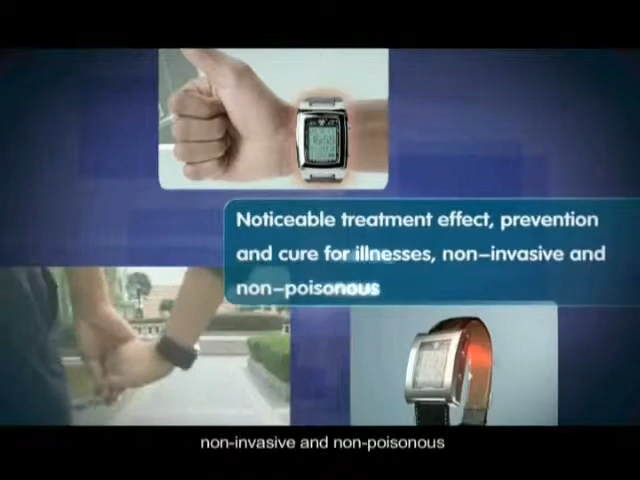 Noticeable treatment effect, prevention
and cure for illnesses, non-invasive and
non-poisonous
non-invasive and non-poisonous